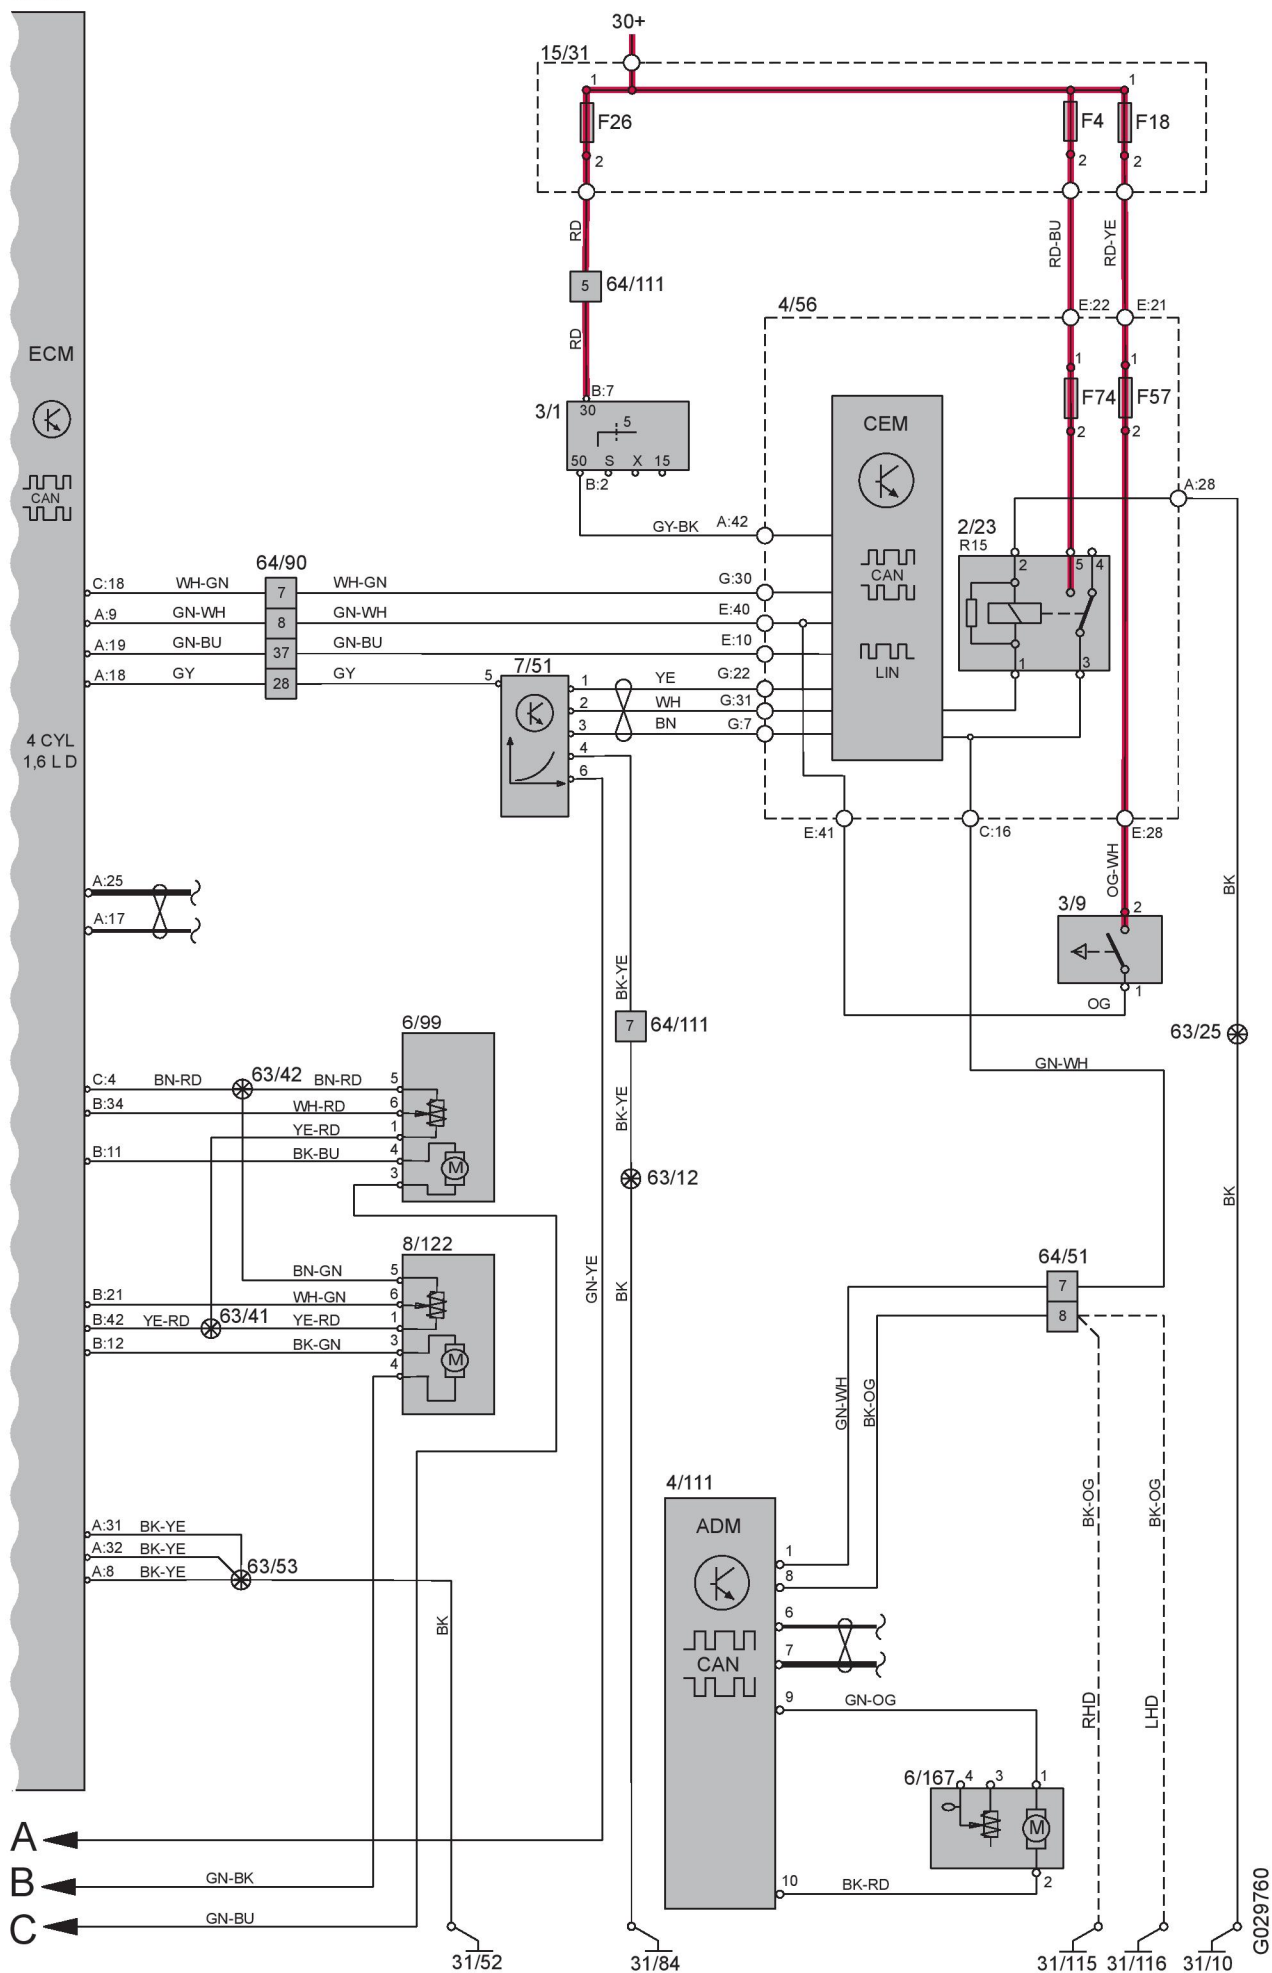 30+
15/31
1
1
F26
F4
F18
2
2
2
RD
RD-BU
RD-YE
5
64/111
RD
4/56
E:22
E:21
ECM
CAN
3/1
B:7
30
5
50
S
X
15
B:2
1
1
F74
F57
2
2
CEM
CAN
LIN
A:28
GY-BK
A:42
2/23
R15
2
5
4
1
3
64/90
C:18
WH-GN
7
WH-GN
G:30
A:9
GN-WH
8
GN-WH
E:40
A:19
GN-BU
37
GN-BU
E:10
A:18
GY
28
GY
5
7/51
1
YE
G:22
2
WH
G:31
3
BN
G:7
4
6
4 CYL
1,6 L D
E:41
C:16
E:28
OG-WH
BK
A:25
A:17
3/9
2
1
OG
BK-YE
7
64/111
63/25
GN-WH
6/99
C:4
BN-RD
63/42
BN-RD
5
B:34
WH-RD
6
YE-RD
1
B:11
BK-BU
4
3
M
BK-YE
63/12
BK
8/122
BN-GN
5
B:21
WH-GN
6
B:42
YE-RD
63/41
YE-RD
1
B:12
BK-GN
3
4
M
GN-YE
BK
64/51
7
8
GN-WH
BK-OG
BK-OG
BK-OG
4/111
ADM
CAN
1
8
6
7
9
GN-OG
10
BK-RD
A:31
BK-YE
A:32
BK-YE
A:8
BK-YE
63/53
BK
RHD
LHD
6/167
4
3
1
M
2
A
B
GN-BK
C
GN-BU
31/52
31/84
31/115
31/116
31/10
G029760